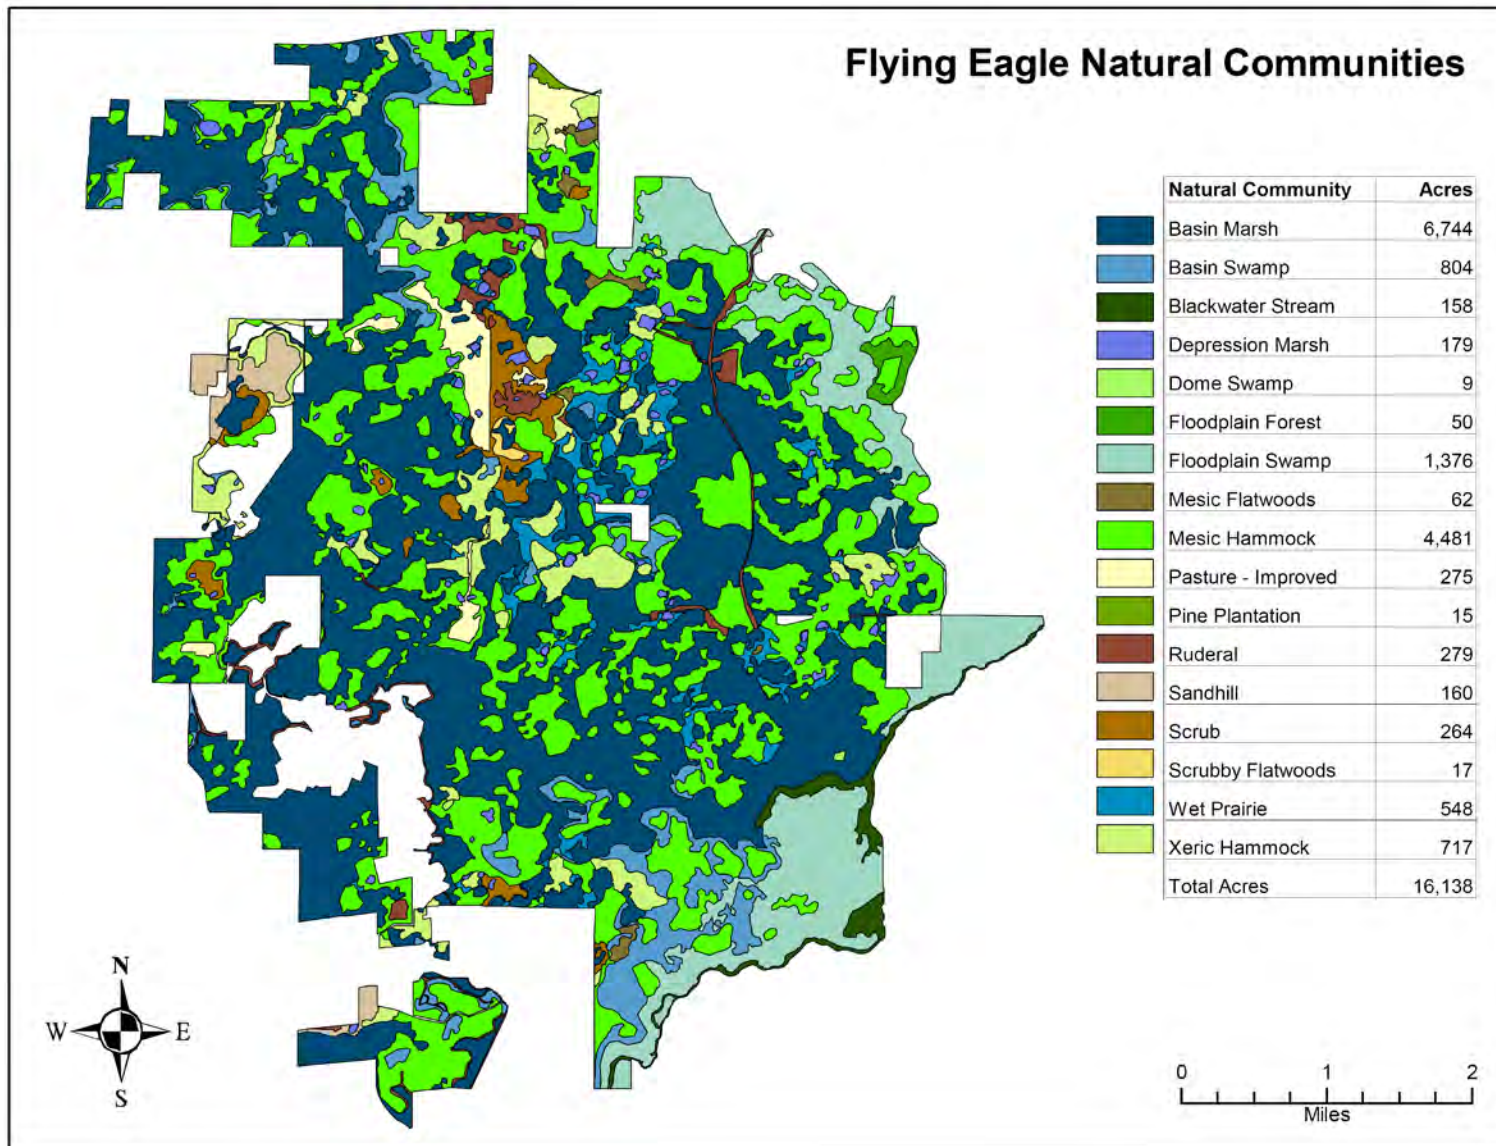 Flying Eagle Natural Communities
Natural Community Acres
Basin Marsh 6,744
Basin Swamp 804
Blackwater Stream 158
Depression Marsh 179
Dome Swamp 9
Floodplain Forest 50
Floodplain Swamp 1,376
Mesic Flatwoods 62
Mesic Hammock 4,481
Pasture - Improved 275
Pine Plantation 15
Ruderal 279
Sandhill 160
Scrub 264
Scrubby Flatwoods 17
Wet Prairie 548
Xeric Hammock 717
Total Acres 16,138
N
W E
S
0 1 2
Miles